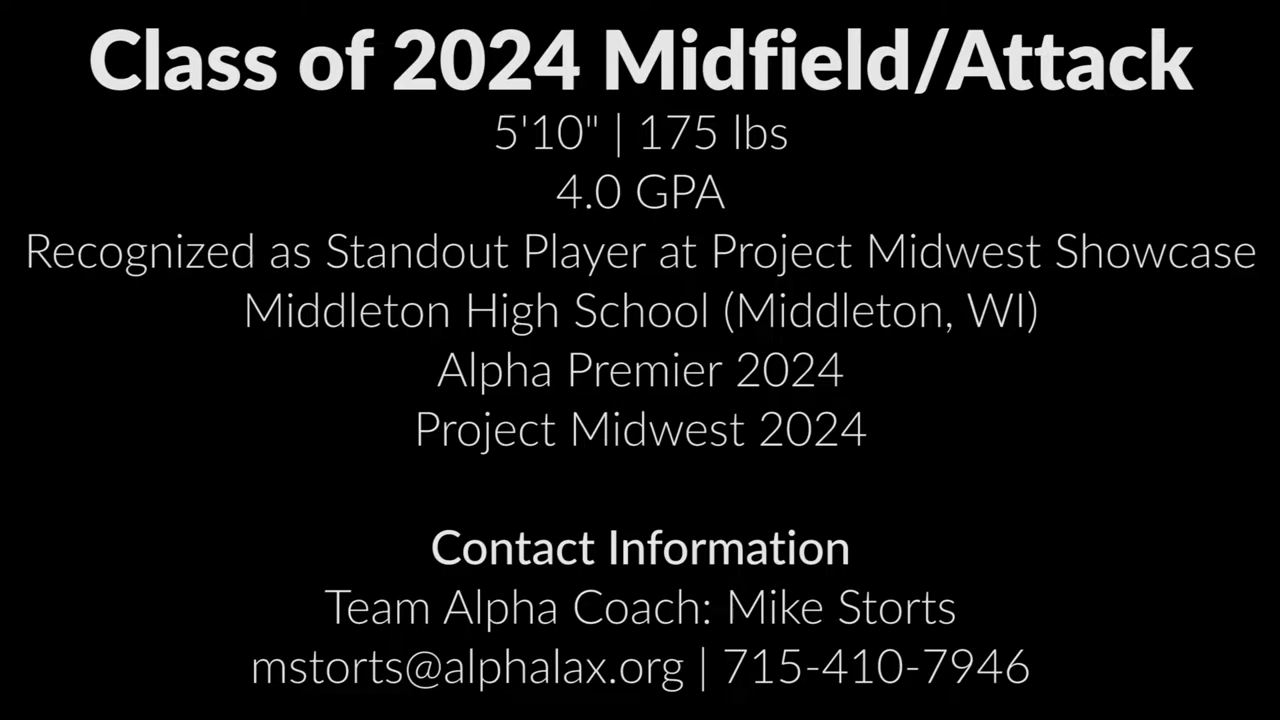 Class of 2024 Midfield/Attack
5'10" | 175 lbs
4.0 GPA
Recognized as Standout Player at Project Midwest Showcase
Middleton High School (Middleton, WI)
Alpha Premier 2024
Project Midwest 2024
Contact Information
Team Alpha Coach: Mike Storts
mstorts@alphalax.org | 715-410-7946